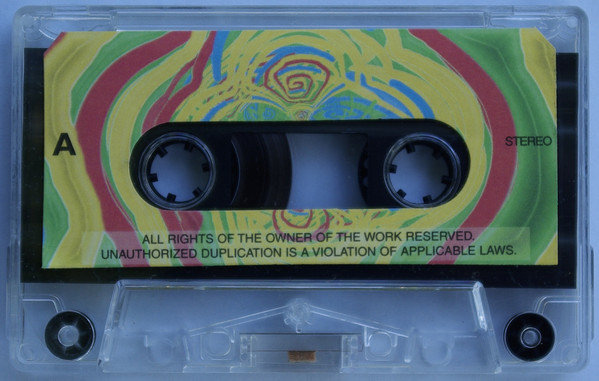 A
STEREO
ALL RIGHTS OF THE OWNER OF THE WORK RESERVED.
UNAUTHORIZED DUPLICATION IS A VIOLATION OF APPLICABLE LAWS.